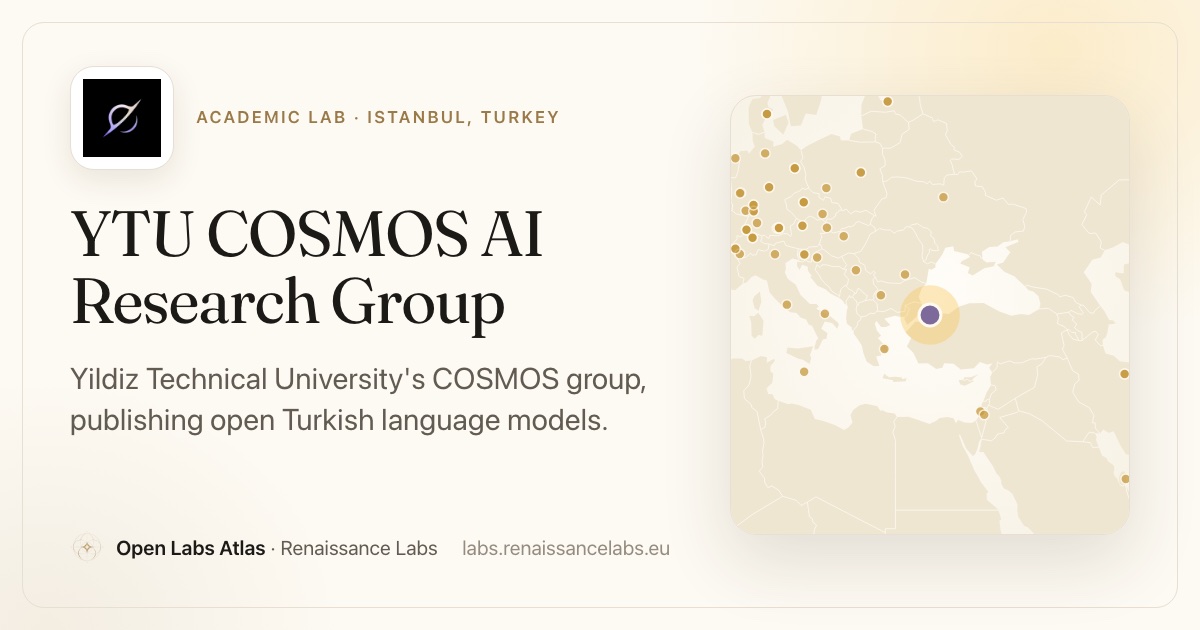 ACADEMIC LAB · ISTANBUL, TURKEY
YTU COSMOS AI
Research Group
Yildiz Technical University's COSMOS group,
publishing open Turkish language models.
Open Labs Atlas · Renaissance Labs labs.renaissancelabs.eu